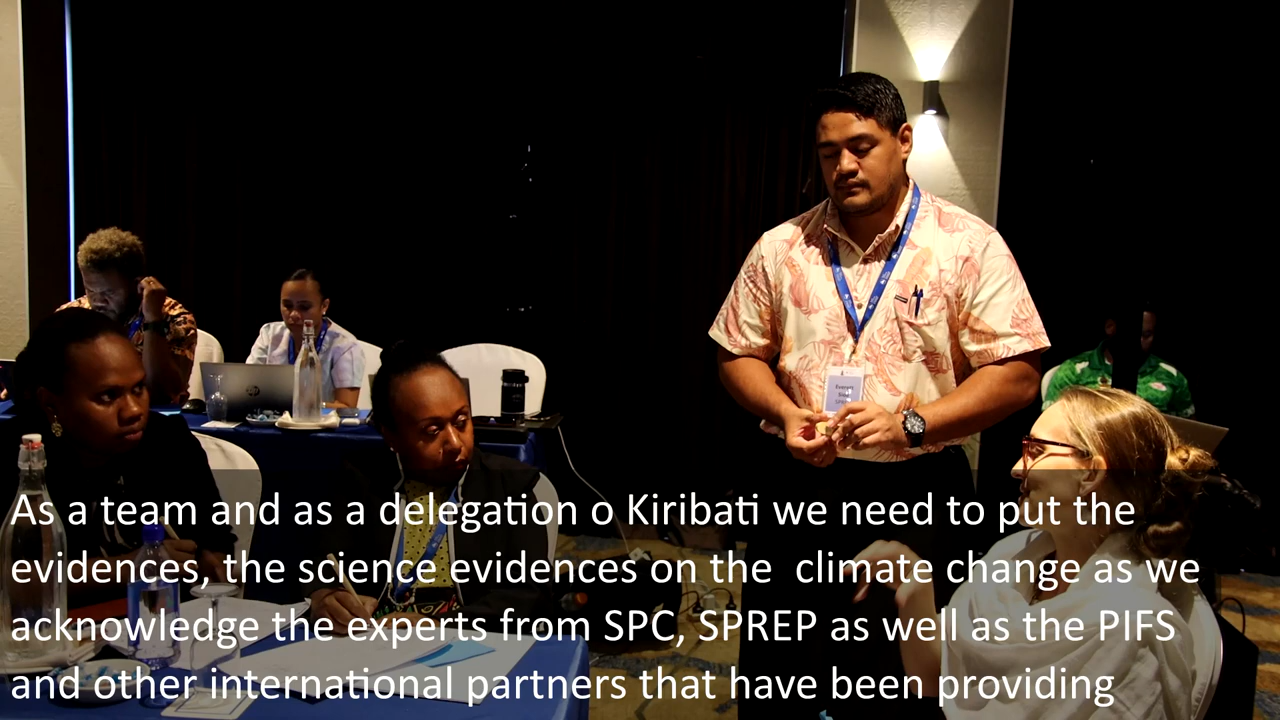 As a team and as a delegation o Kiribati we need to put the
evidences, the science evidences on the  climate change as we
acknowledge the experts from SPC, SPREP as well as the PIFS
and other international partners that have been providing